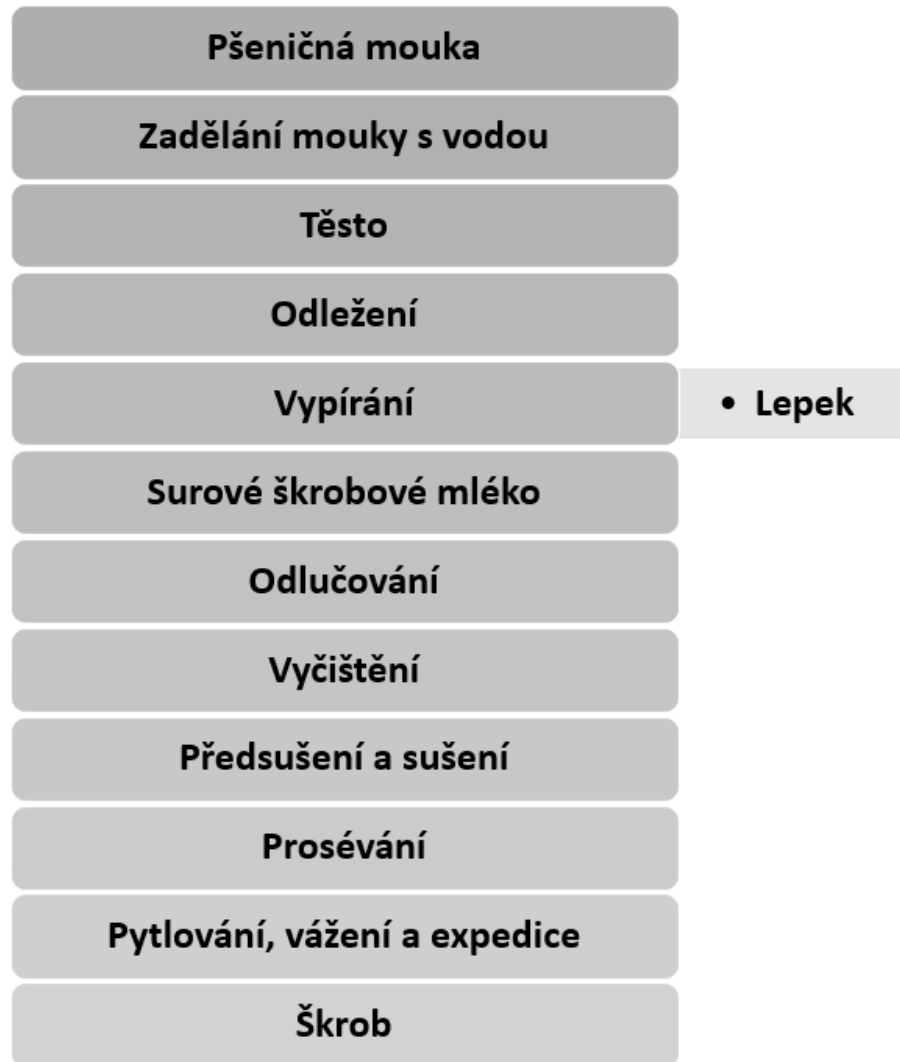 Pšeničná mouka
Zadělání mouky s vodou
Těsto
Odležení
Vypírání
• Lepek
Surové škrobové mléko
Odlučování
Vyčištění
Předsušení a sušení
Prosévání
Pytlování, vážení a expedice
Škrob